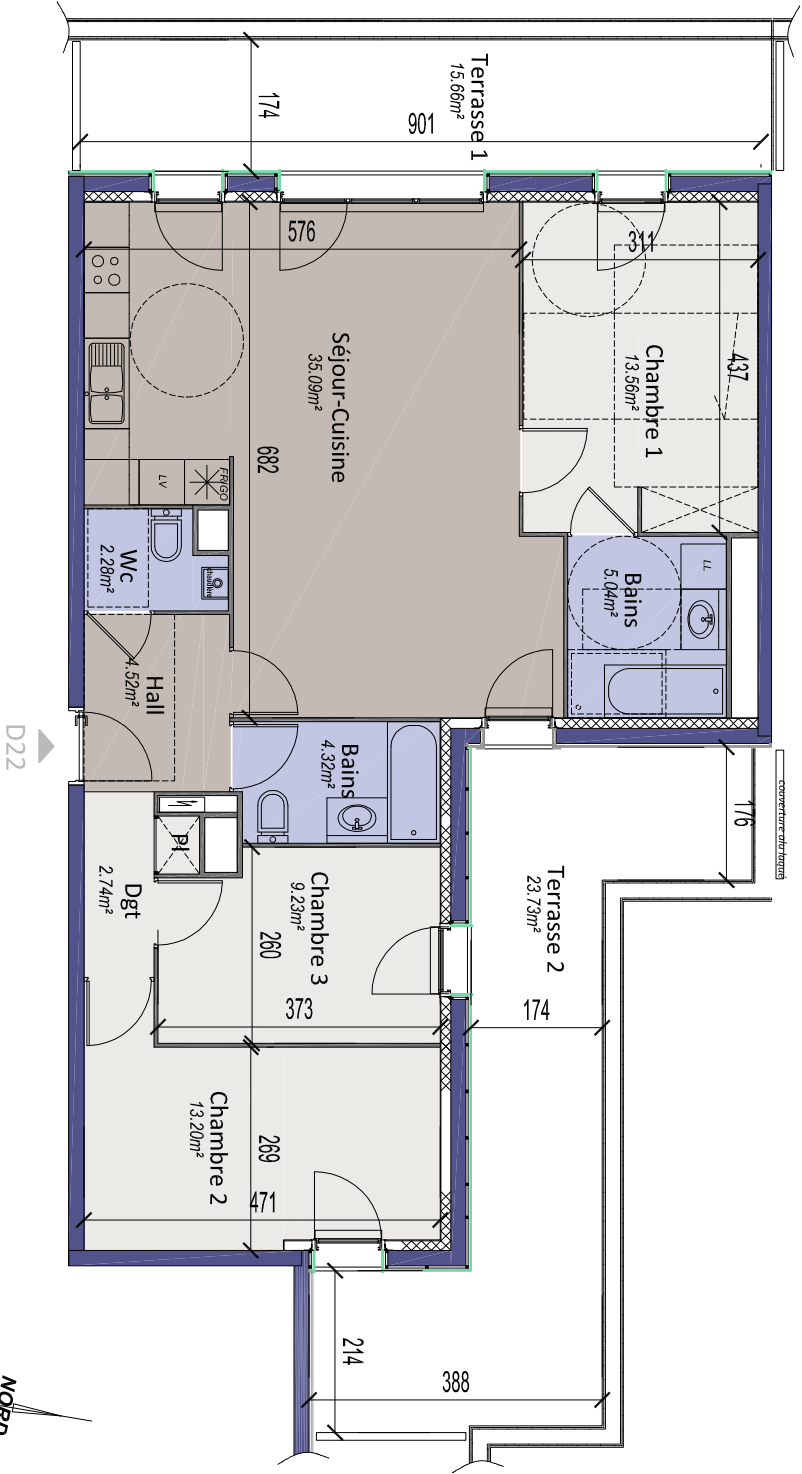 Terrasse 1
15.66m²
174
901
576
311
437
Séjour-Cuisine
35.09m²
Chambre 1
13.56m²
682
FRIGO
LV
Wc
2.28m²
chaudière
LL
Bains
5.04m²
Hall
4.52m²
D22
Bains
4.32m²
176
couverture alu laqué
Pl
Dgt
2.74m²
Chambre 3
9.23m²
260
373
Terrasse 2
23.73m²
174
Chambre 2
13.20m²
269
471
214
388
NORD